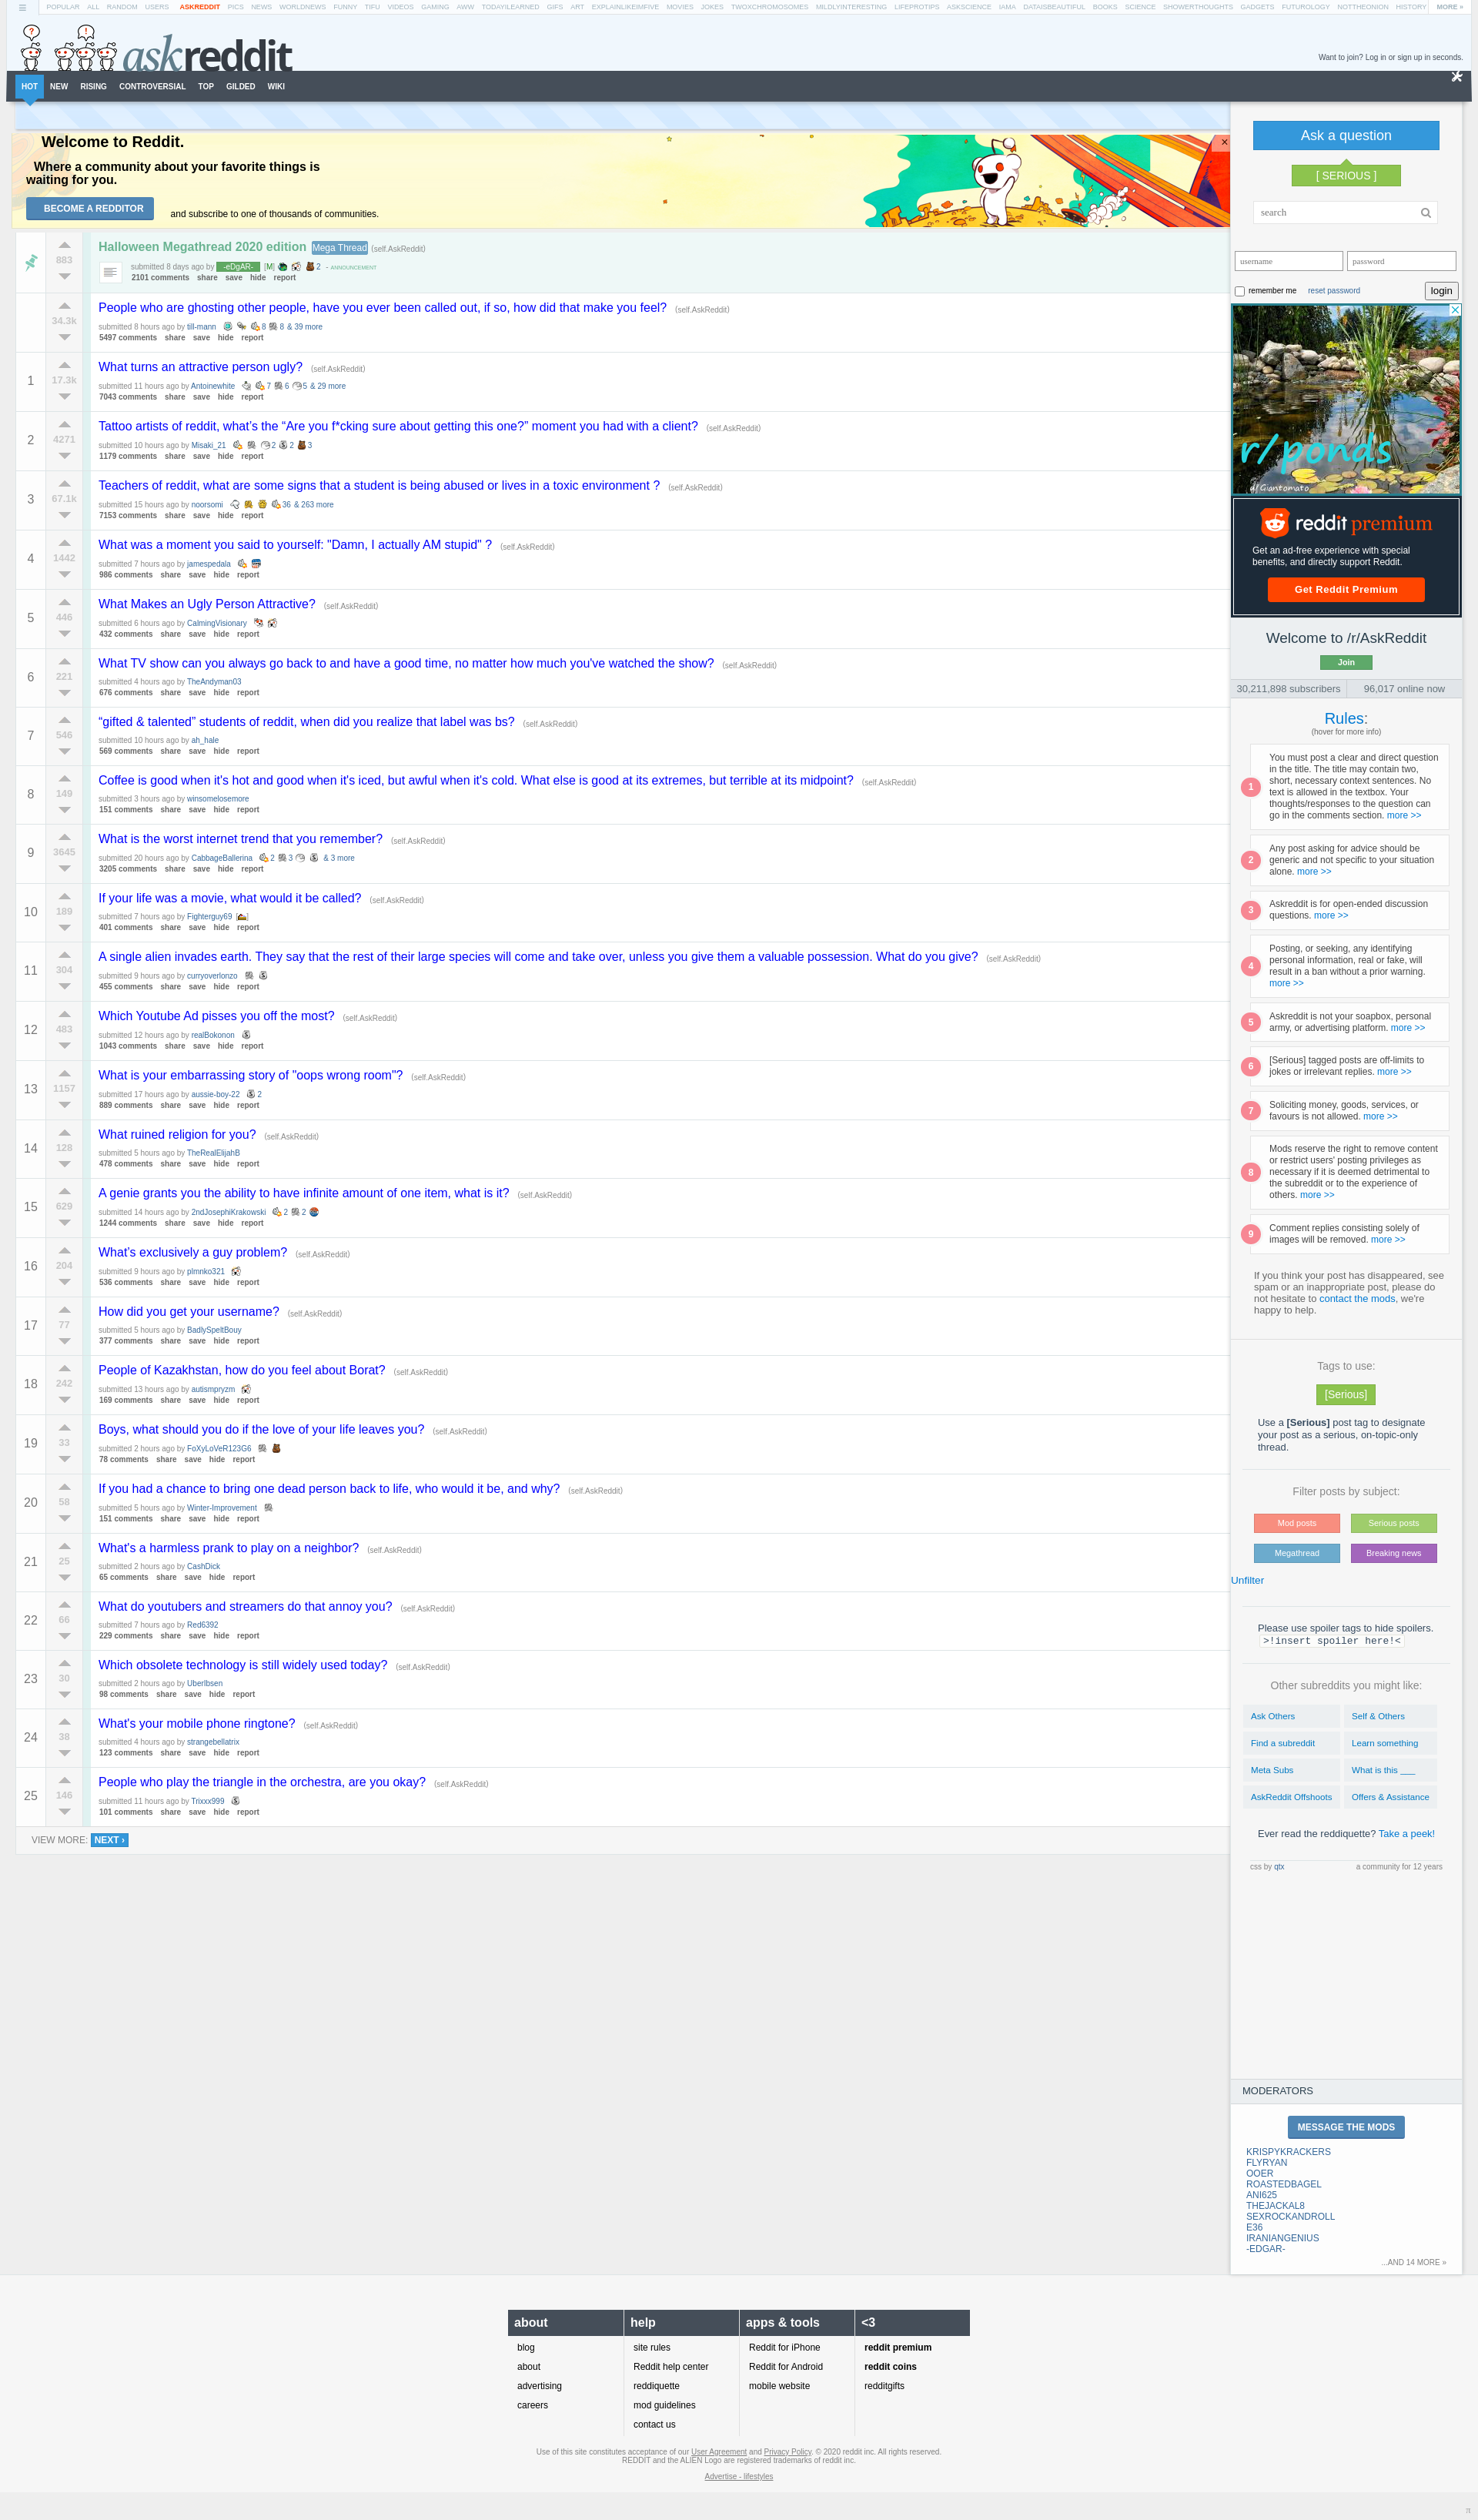 ≡ POPULAR ALL RANDOM USERS ASKREDDIT PICS NEWS WORLDNEWS FUNNY TIFU VIDEOS GAMING AWW TODAYILEARNED GIFS ART EXPLAINLIKEIMFIVE MOVIES JOKES TWOXCHROMOSOMES MILDLYINTERESTING LIFEPROTIPS ASKSCIENCE IAMA DATAISBEAUTIFUL BOOKS SCIENCE SHOWERTHOUGHTS GADGETS FUTUROLOGY NOTTHEONION HISTORY MORE »
askreddit
Want to join? Log in or sign up in seconds.
HOT NEW RISING CONTROVERSIAL TOP GILDED WIKI
Welcome to Reddit.
Where a community about your favorite things is
waiting for you.
BECOME A REDDITOR and subscribe to one of thousands of communities.
×
883
Halloween Megathread 2020 edition Mega Thread (self.AskReddit)
submitted 8 days ago by -eDgAR- [M] 2 - ANNOUNCEMENT
2101 comments share save hide report
34.3k
People who are ghosting other people, have you ever been called out, if so, how did that make you feel? (self.AskReddit)
submitted 8 hours ago by till-mann 8 8 & 39 more
5497 comments share save hide report
1
17.3k
What turns an attractive person ugly? (self.AskReddit)
submitted 11 hours ago by Antoinewhite 7 6 5 & 29 more
7043 comments share save hide report
2
4271
Tattoo artists of reddit, what's the “Are you f*cking sure about getting this one?” moment you had with a client? (self.AskReddit)
submitted 10 hours ago by Misaki_21 2 2 3
1179 comments share save hide report
3
67.1k
Teachers of reddit, what are some signs that a student is being abused or lives in a toxic environment ? (self.AskReddit)
submitted 15 hours ago by noorsomi 36 & 263 more
7153 comments share save hide report
4
1442
What was a moment you said to yourself: "Damn, I actually AM stupid" ? (self.AskReddit)
submitted 7 hours ago by jamespedala
986 comments share save hide report
5
446
What Makes an Ugly Person Attractive? (self.AskReddit)
submitted 6 hours ago by CalmingVisionary
432 comments share save hide report
6
221
What TV show can you always go back to and have a good time, no matter how much you've watched the show? (self.AskReddit)
submitted 4 hours ago by TheAndyman03
676 comments share save hide report
7
546
“gifted & talented” students of reddit, when did you realize that label was bs? (self.AskReddit)
submitted 10 hours ago by ah_hale
569 comments share save hide report
8
149
Coffee is good when it's hot and good when it's iced, but awful when it's cold. What else is good at its extremes, but terrible at its midpoint? (self.AskReddit)
submitted 3 hours ago by winsomelosemore
151 comments share save hide report
9
3645
What is the worst internet trend that you remember? (self.AskReddit)
submitted 20 hours ago by CabbageBallerina 2 3 & 3 more
3205 comments share save hide report
10
189
If your life was a movie, what would it be called? (self.AskReddit)
submitted 7 hours ago by Fighterguy69
401 comments share save hide report
11
304
A single alien invades earth. They say that the rest of their large species will come and take over, unless you give them a valuable possession. What do you give? (self.AskReddit)
submitted 9 hours ago by curryoverlonzo
455 comments share save hide report
12
483
Which Youtube Ad pisses you off the most? (self.AskReddit)
submitted 12 hours ago by realBokonon
1043 comments share save hide report
13
1157
What is your embarrassing story of "oops wrong room"? (self.AskReddit)
submitted 17 hours ago by aussie-boy-22 2
889 comments share save hide report
14
128
What ruined religion for you? (self.AskReddit)
submitted 5 hours ago by TheRealElijahB
478 comments share save hide report
15
629
A genie grants you the ability to have infinite amount of one item, what is it? (self.AskReddit)
submitted 14 hours ago by 2ndJosephiKrakowski 2 2
1244 comments share save hide report
16
204
What's exclusively a guy problem? (self.AskReddit)
submitted 9 hours ago by plmnko321
536 comments share save hide report
17
77
How did you get your username? (self.AskReddit)
submitted 5 hours ago by BadlySpeltBouy
377 comments share save hide report
18
242
People of Kazakhstan, how do you feel about Borat? (self.AskReddit)
submitted 13 hours ago by autismpryzm
169 comments share save hide report
19
33
Boys, what should you do if the love of your life leaves you? (self.AskReddit)
submitted 2 hours ago by FoXyLoVeR123G6
78 comments share save hide report
20
58
If you had a chance to bring one dead person back to life, who would it be, and why? (self.AskReddit)
submitted 5 hours ago by Winter-Improvement
151 comments share save hide report
21
25
What's a harmless prank to play on a neighbor? (self.AskReddit)
submitted 2 hours ago by CashDick
65 comments share save hide report
22
66
What do youtubers and streamers do that annoy you? (self.AskReddit)
submitted 7 hours ago by Red6392
229 comments share save hide report
23
30
Which obsolete technology is still widely used today? (self.AskReddit)
submitted 2 hours ago by UberIbsen
98 comments share save hide report
24
38
What's your mobile phone ringtone? (self.AskReddit)
submitted 4 hours ago by strangebellatrix
123 comments share save hide report
25
146
People who play the triangle in the orchestra, are you okay? (self.AskReddit)
submitted 11 hours ago by Trixxx999
101 comments share save hide report
VIEW MORE: NEXT ›
Ask a question
[ SERIOUS ]
search
username password
remember me reset password login
r/ponds
u/Giantomato
reddit premium
Get an ad-free experience with special
benefits, and directly support Reddit.
Get Reddit Premium
Welcome to /r/AskReddit
Join
30,211,898 subscribers 96,017 online now
Rules:
(hover for more info)
1
You must post a clear and direct question
in the title. The title may contain two,
short, necessary context sentences. No
text is allowed in the textbox. Your
thoughts/responses to the question can
go in the comments section. more >>
2
Any post asking for advice should be
generic and not specific to your situation
alone. more >>
3
Askreddit is for open-ended discussion
questions. more >>
4
Posting, or seeking, any identifying
personal information, real or fake, will
result in a ban without a prior warning.
more >>
5
Askreddit is not your soapbox, personal
army, or advertising platform. more >>
6
[Serious] tagged posts are off-limits to
jokes or irrelevant replies. more >>
7
Soliciting money, goods, services, or
favours is not allowed. more >>
8
Mods reserve the right to remove content
or restrict users' posting privileges as
necessary if it is deemed detrimental to
the subreddit or to the experience of
others. more >>
9
Comment replies consisting solely of
images will be removed. more >>
If you think your post has disappeared, see
spam or an inappropriate post, please do
not hesitate to contact the mods, we're
happy to help.
Tags to use:
[Serious]
Use a [Serious] post tag to designate
your post as a serious, on-topic-only
thread.
Filter posts by subject:
Mod posts Serious posts
Megathread Breaking news
Unfilter
Please use spoiler tags to hide spoilers.
>!insert spoiler here!<
Other subreddits you might like:
Ask Others Self & Others
Find a subreddit Learn something
Meta Subs What is this ___
AskReddit Offshoots Offers & Assistance
Ever read the reddiquette? Take a peek!
css by qtx a community for 12 years
MODERATORS
MESSAGE THE MODS
KRISPYKRACKERS
FLYRYAN
OOER
ROASTEDBAGEL
ANI625
THEJACKAL8
SEXROCKANDROLL
E36
IRANIANGENIUS
-EDGAR-
...AND 14 MORE »
about help apps & tools <3
blog site rules Reddit for iPhone reddit premium
about Reddit help center Reddit for Android reddit coins
advertising reddiquette mobile website redditgifts
careers mod guidelines
contact us
Use of this site constitutes acceptance of our User Agreement and Privacy Policy. © 2020 reddit inc. All rights reserved.
REDDIT and the ALIEN Logo are registered trademarks of reddit inc.
Advertise - lifestyles
π